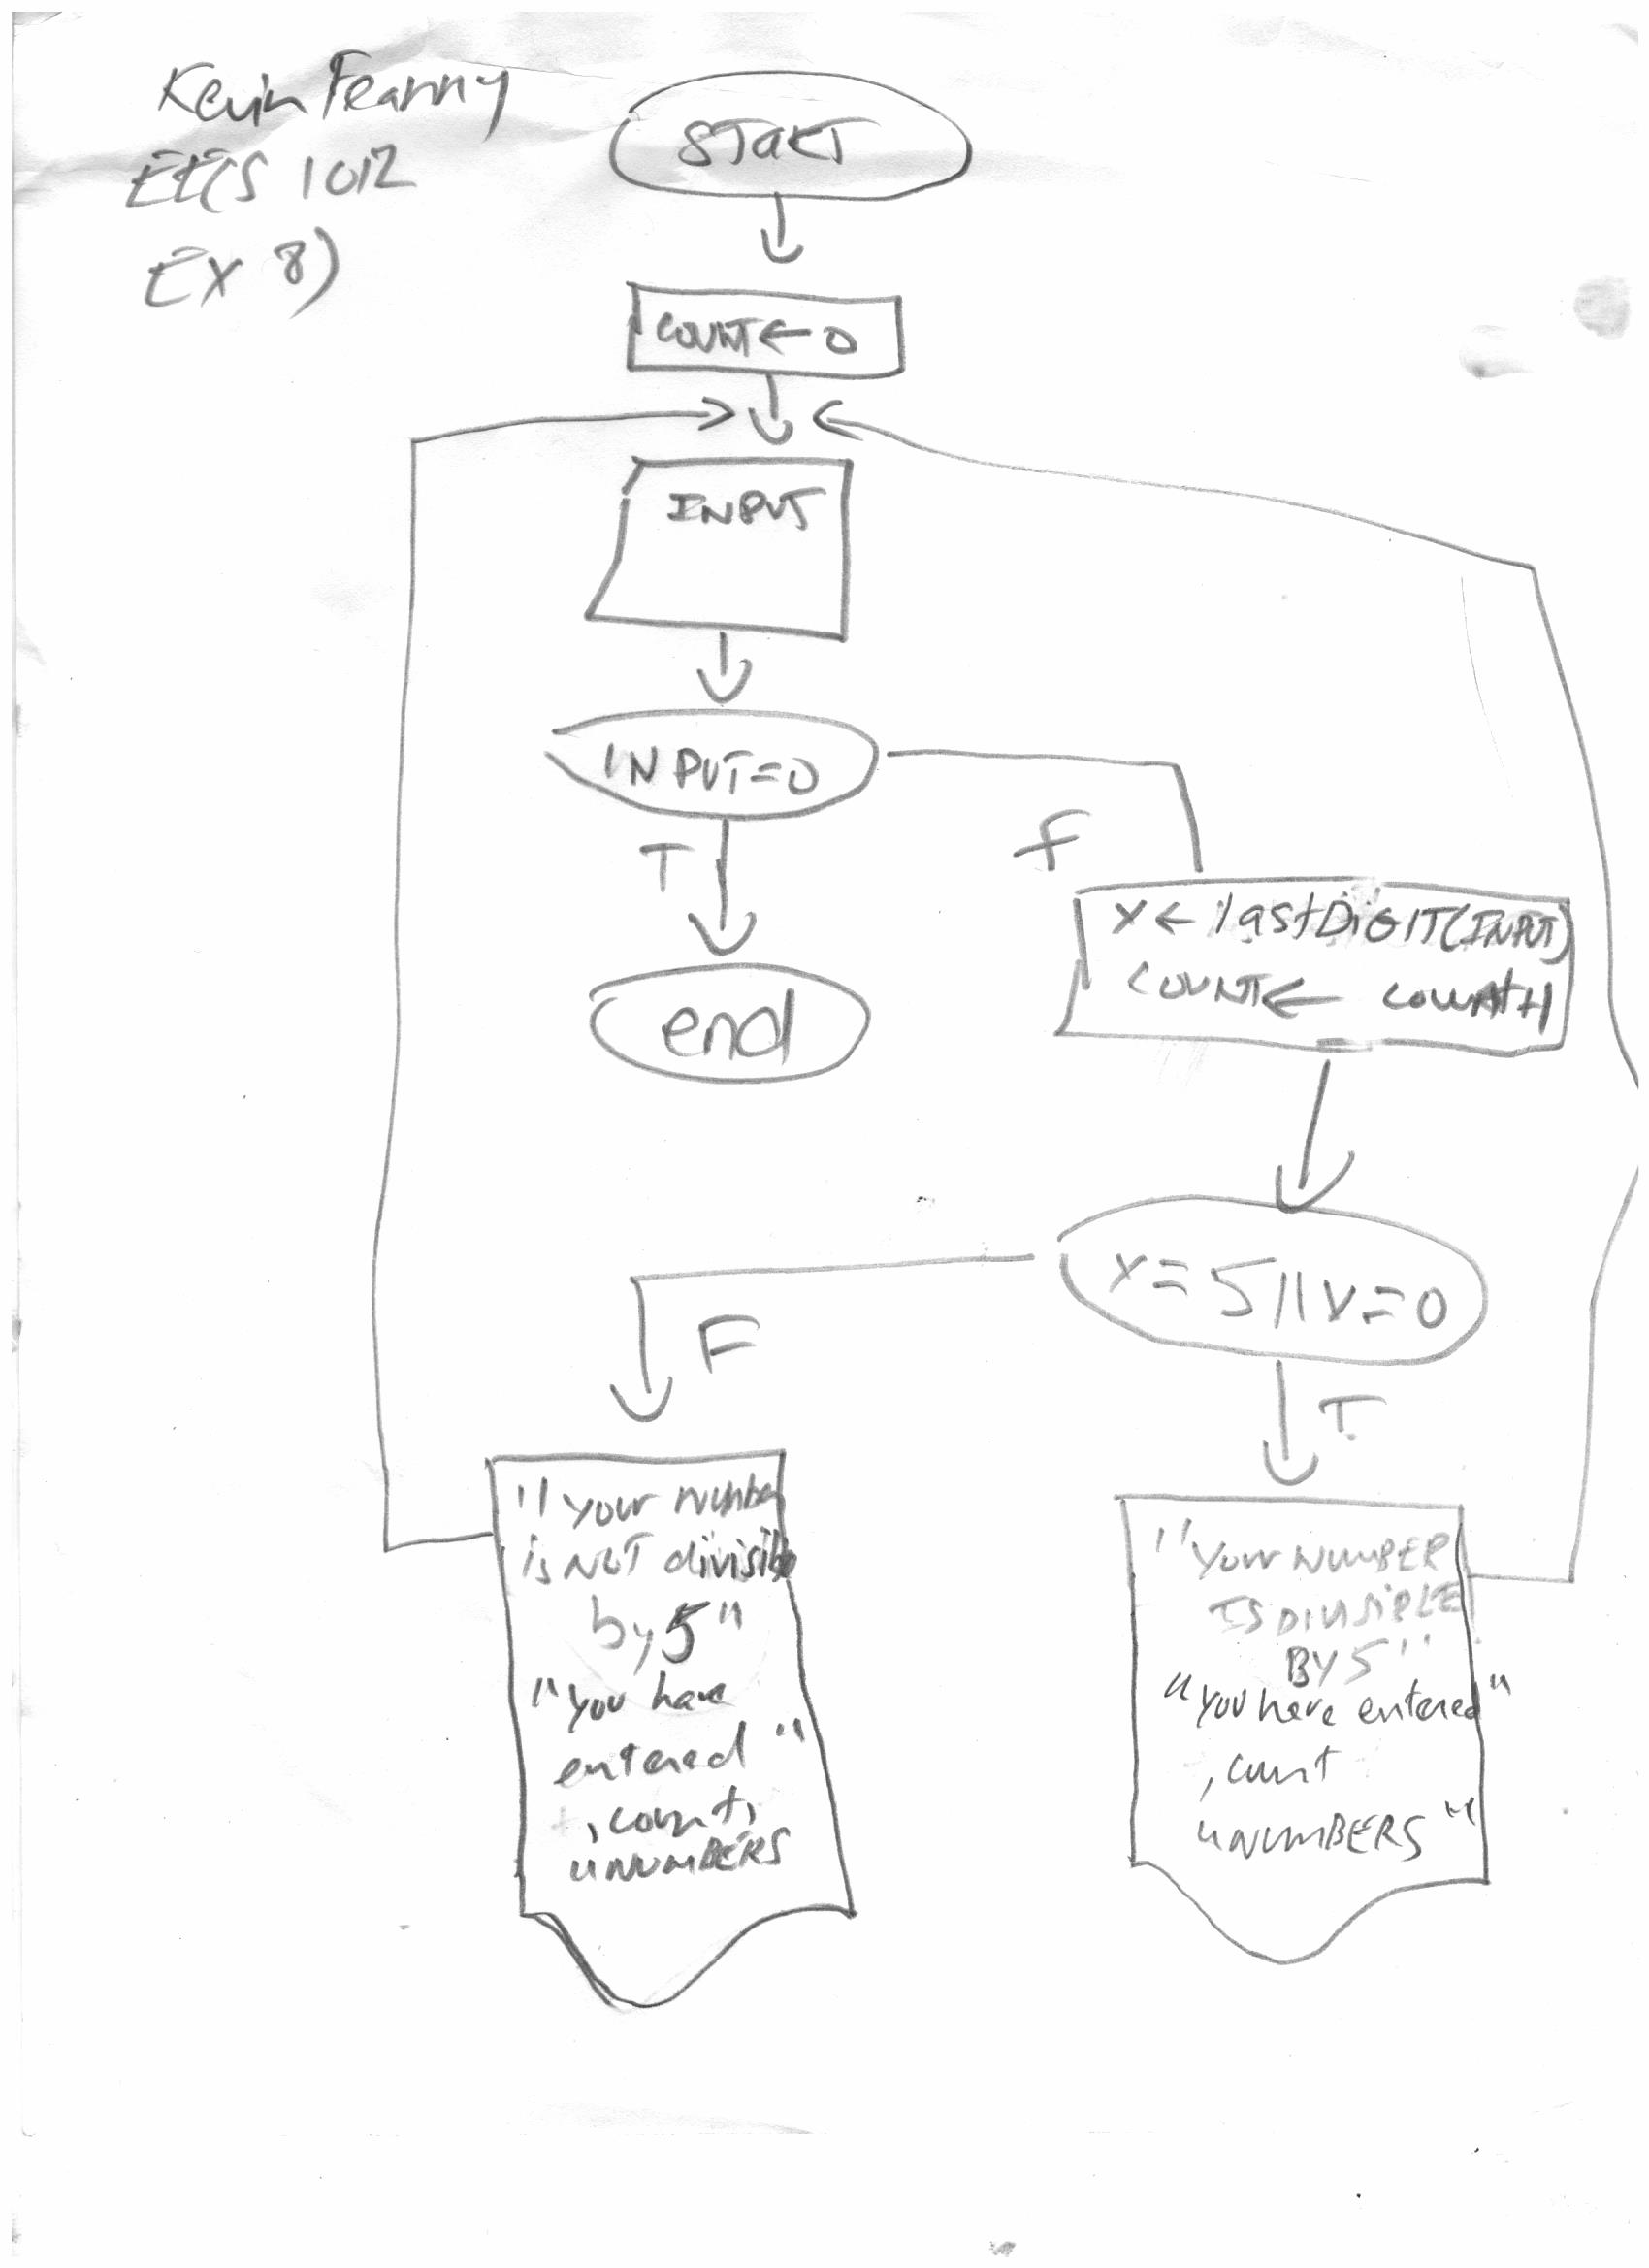 Kevin Feanny
EECS 1012
EX 8)
START
COUNT ← 0
INPUT
INPUT=0
T
F
end
X ← lastDiGIT(INPUT)
COUNT ← count+1
x=5 || x=0
F
T
"your number
is NOT divisible
by 5"
"you have
entered"
, count,
"NUMBERS
"YOUR NUMBER
IS DIVISIBLE
BY 5"
"you have entered"
, count
"NUMBERS"